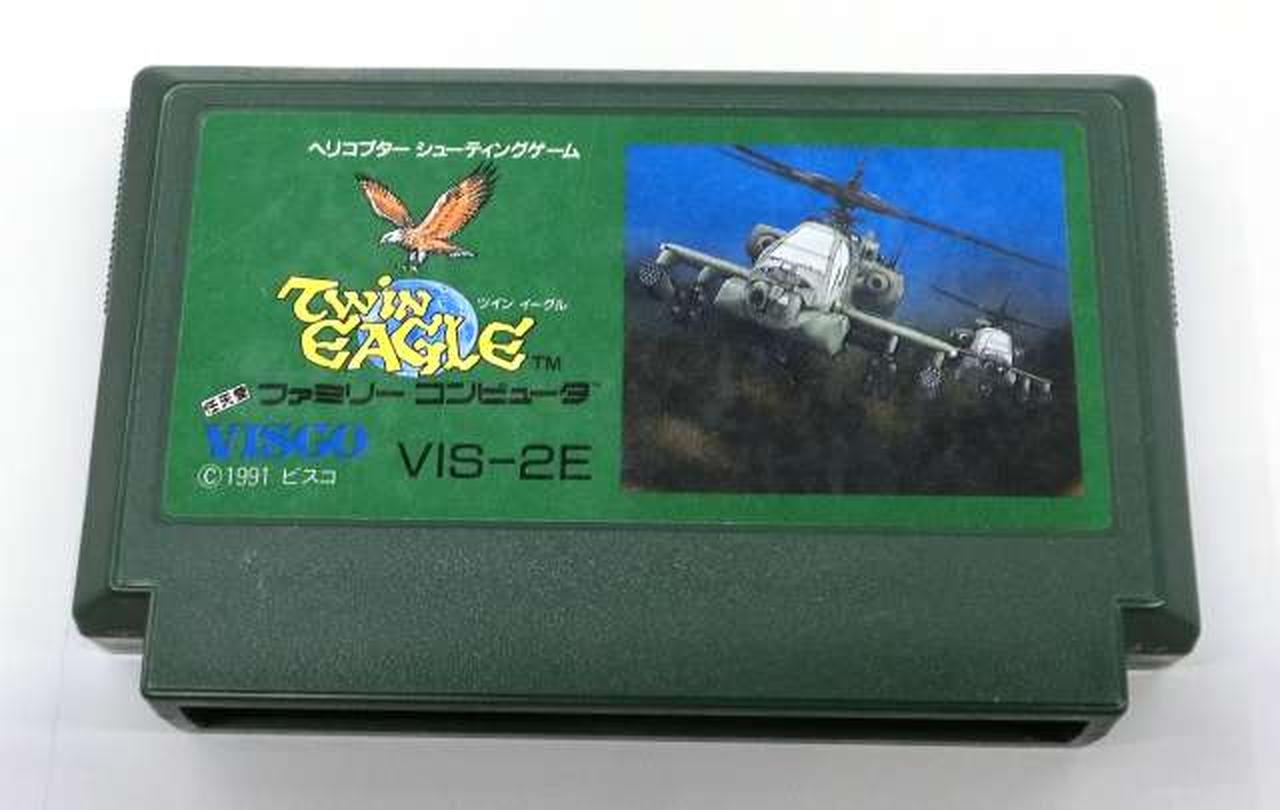 ヘリコプター シューティングゲーム
TWIN
ツイン イーグル
EAGLE TM
任天堂 ファミリー コンピュータ TM
VISCO
VIS-2E
©1991 ビスコ